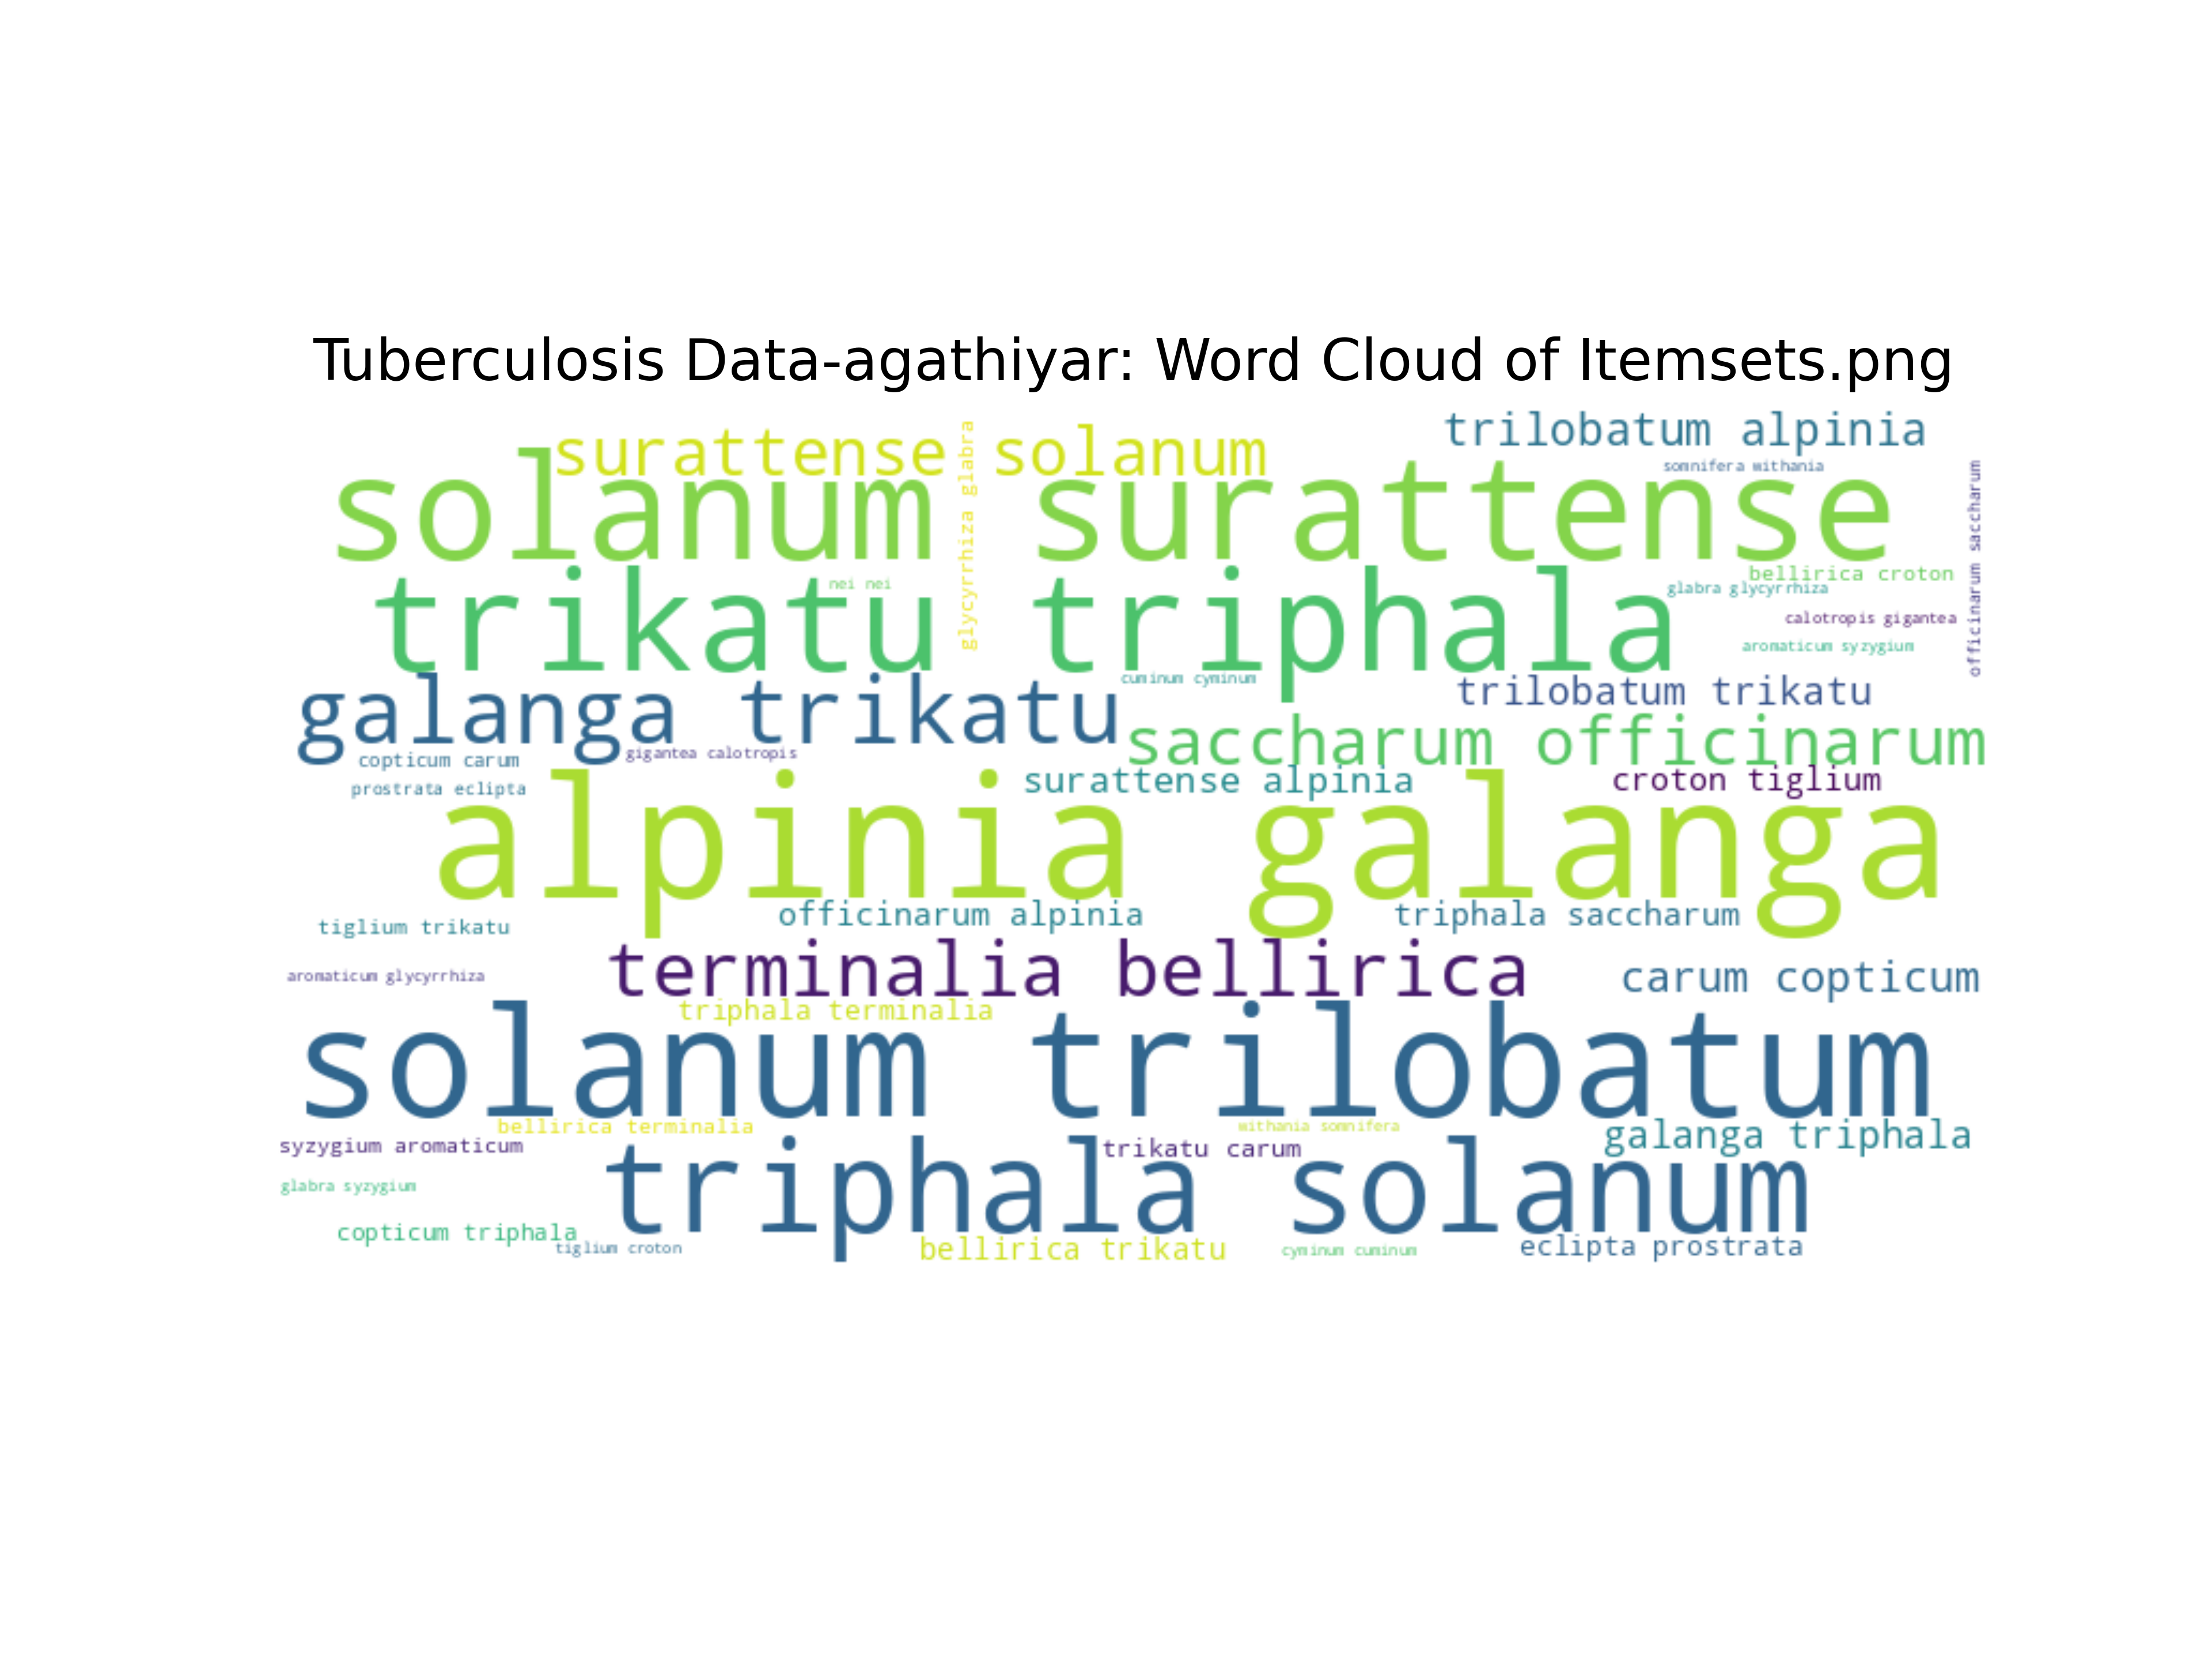 Tuberculosis Data-agathiyar: Word Cloud of Itemsets.png
trilobatum alpinia
surattense solanum
somnifera withania
solanum surattense
glycyrrhiza glabra
officinarum saccharum
bellirica croton
nei nei
glabra glycyrrhiza
trikatu triphala
calotropis gigantea
aromaticum syzygium
cuminum cyminum
trilobatum trikatu
galanga trikatu
saccharum officinarum
gigantea calotropis
copticum carum
surattense alpinia
croton tiglium
prostrata eclipta
alpinia galanga
officinarum alpinia
triphala saccharum
tiglium trikatu
terminalia bellirica
aromaticum glycyrrhiza
carum copticum
triphala terminalia
solanum trilobatum
bellirica terminalia
withania somnifera
galanga triphala
syzygium aromaticum
trikatu carum
glabra syzygium
triphala solanum
copticum triphala
tiglium croton
bellirica trikatu
cyminum cuminum
eclipta prostrata